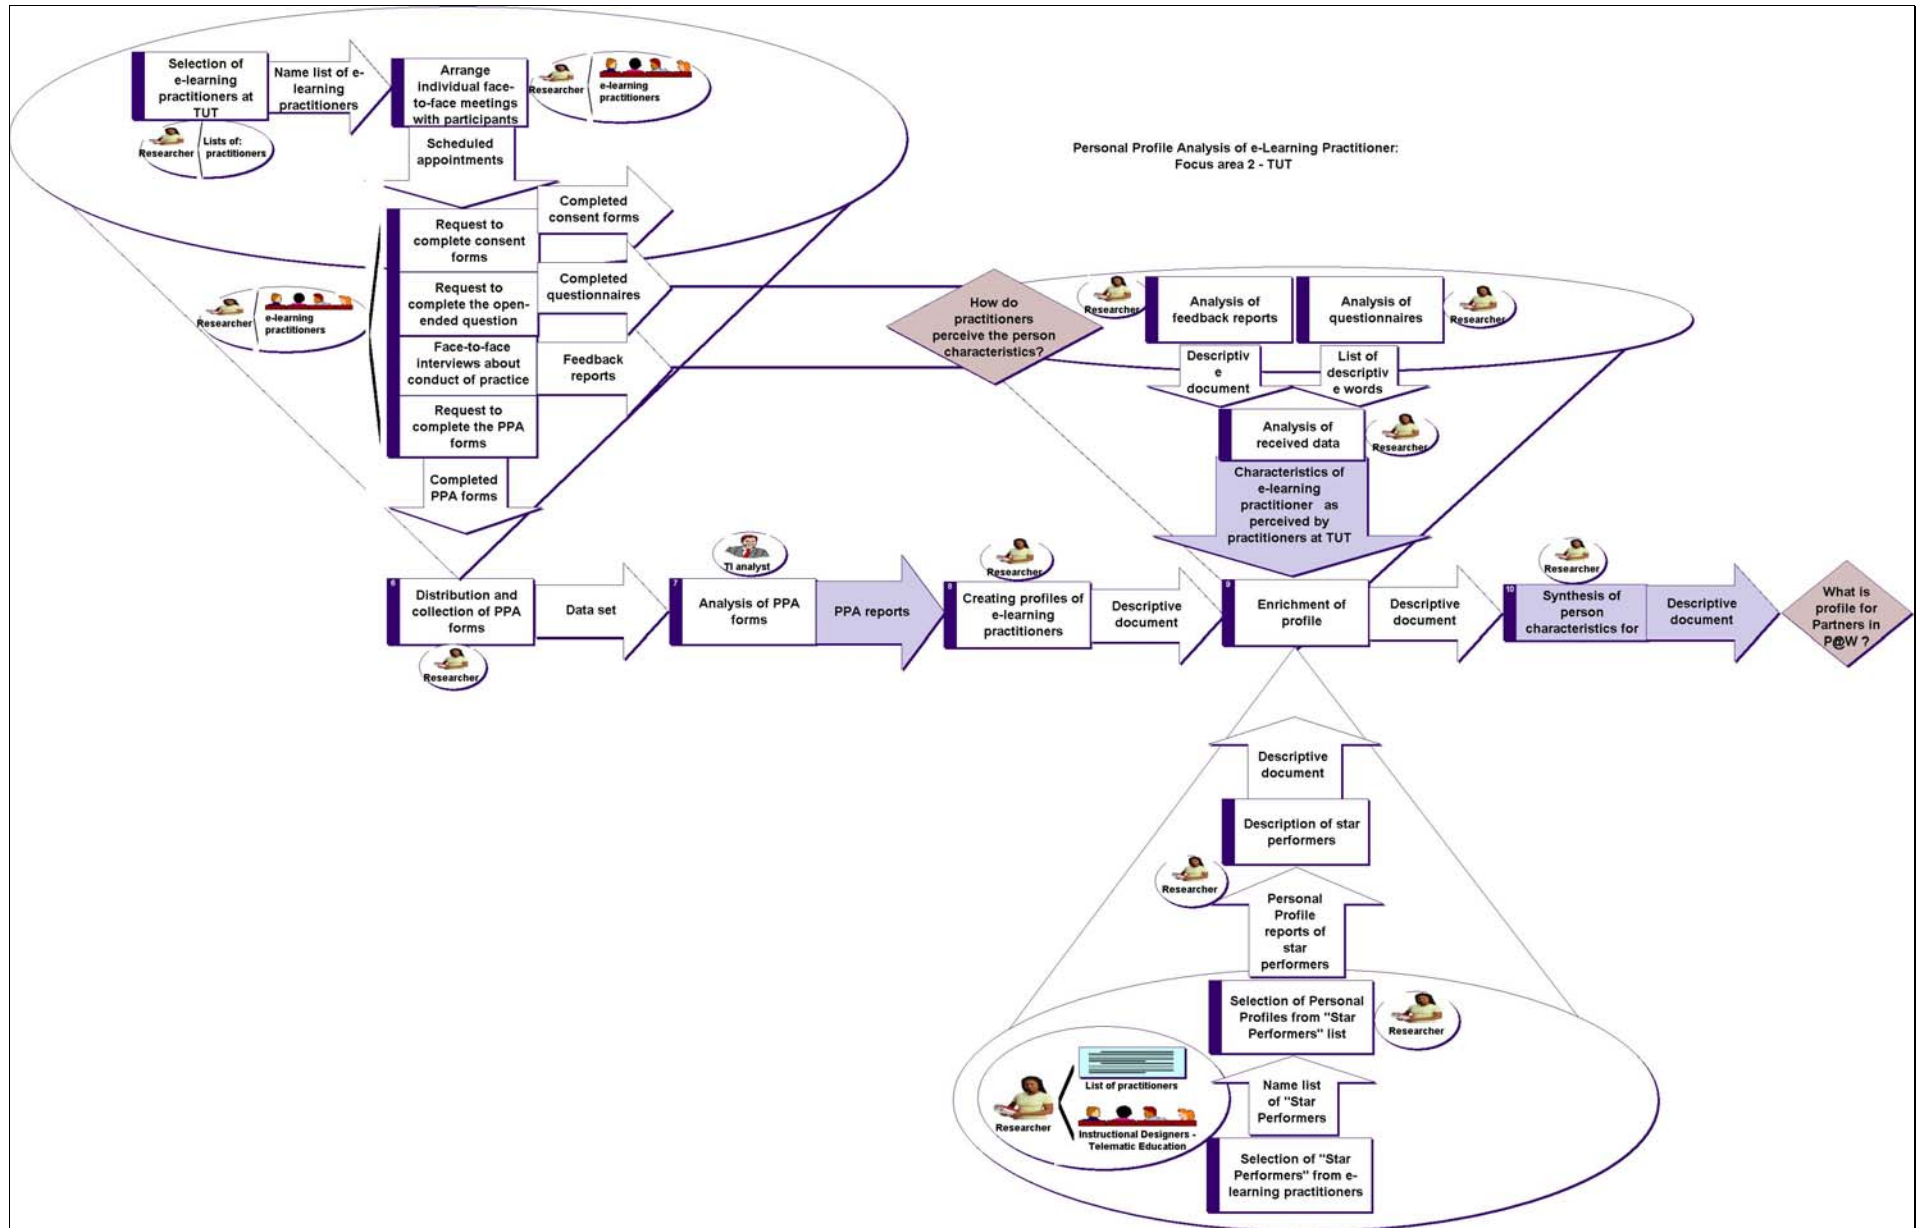 Selection of
e-learning
practitioners at
TUT
Name list of e-
learning
practitioners
Arrange
individual face-
to-face meetings
with participants
Researcher
e-learning
practitioners
Researcher
Lists of:
practitioners
Scheduled
appointments
Personal Profile Analysis of e-Learning Practitioner:
Focus area 2 - TUT
Request to
complete consent
forms
Completed
consent forms
Request to
complete the open-
ended question
Completed
questionnaires
Face-to-face
interviews about
conduct of practice
Feedback
reports
Request to
complete the PPA
forms
Researcher
e-learning
practitioners
Completed
PPA forms
How do
practitioners
perceive the person
characteristics?
Researcher
Analysis of
feedback reports
Analysis of
questionnaires
Researcher
Descriptiv
e
document
List of
descriptiv
e words
Analysis of
received data
Researcher
Characteristics of
e-learning
practitioner as
perceived by
practitioners at TUT
6
Distribution and
collection of PPA
forms
Researcher
Data set
TI analyst
7
Analysis of PPA
forms
PPA reports
Researcher
8
Creating profiles of
e-learning
practitioners
Descriptive
document
9
Enrichment of
profile
Descriptive
document
Researcher
10
Synthesis of
person
characteristics for
Descriptive
document
What is
profile for
Partners in
P@W ?
Descriptive
document
Description of star
performers
Researcher
Personal
Profile
reports of
star
performers
Selection of Personal
Profiles from "Star
Performers" list
Researcher
Name list
of "Star
Performers
Researcher
List of practitioners
Instructional Designers -
Telematic Education
Selection of "Star
Performers" from e-
learning practitioners